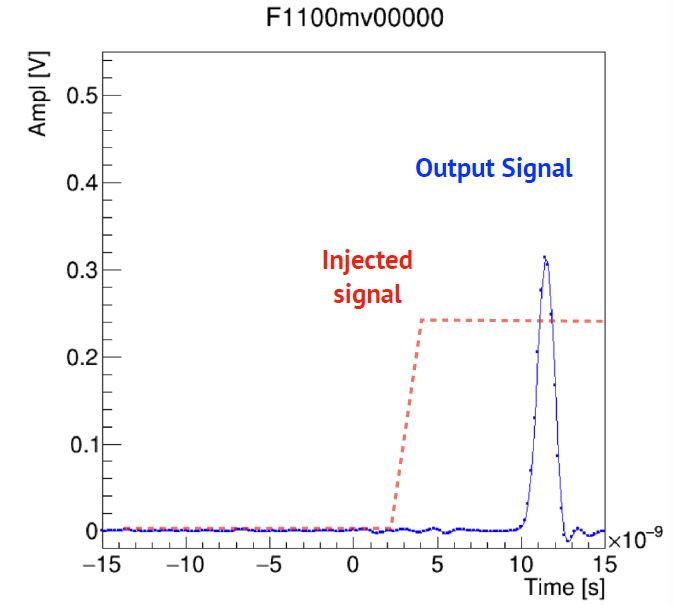 F1100mv00000
Ampl [V]
0.5
0.4
0.3
0.2
0.1
0
Output Signal
Injected
signal
−15 −10 −5 0 5 10 15
×10⁻⁹
Time [s]